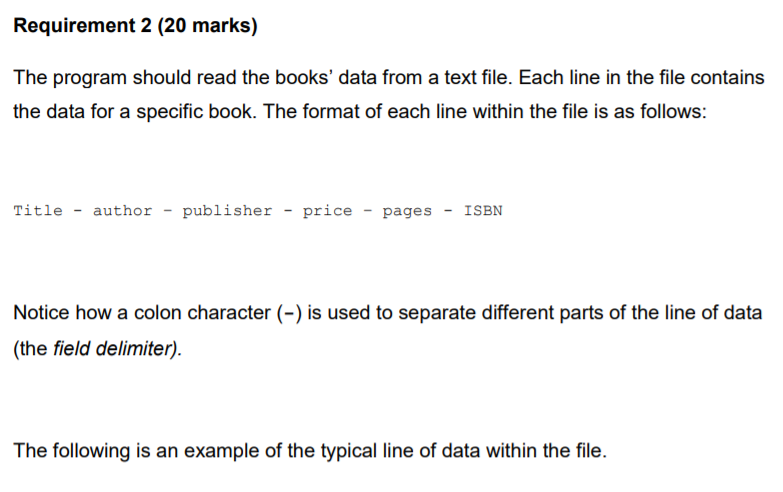 Requirement 2 (20 marks)
The program should read the books’ data from a text file. Each line in the file contains
the data for a specific book. The format of each line within the file is as follows:
Title - author - publisher - price - pages - ISBN
Notice how a colon character (-) is used to separate different parts of the line of data
(the field delimiter).
The following is an example of the typical line of data within the file.